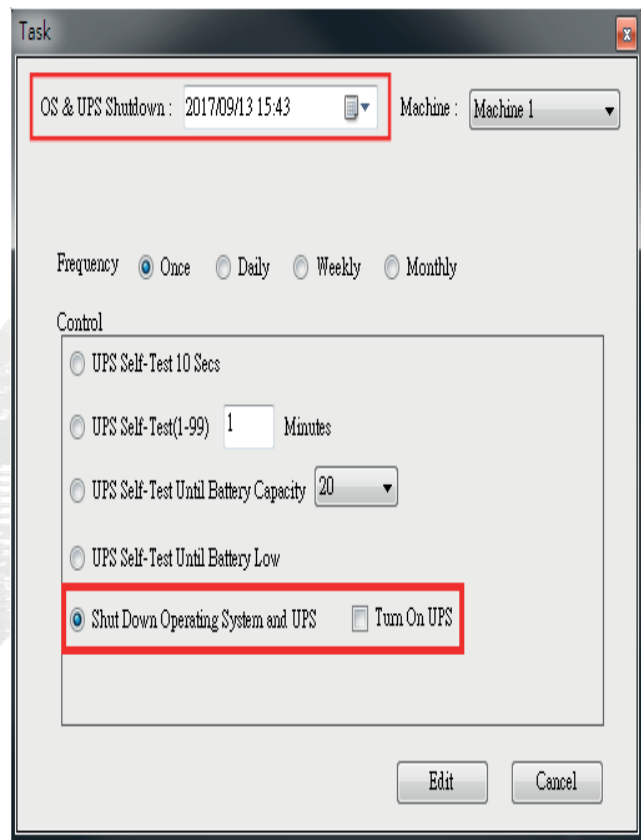 Task
OS & UPS Shutdown : 2017/09/13 15:43 Machine : Machine 1
Frequency Once Daily Weekly Monthly
Control
UPS Self-Test 10 Secs
UPS Self-Test(1-99) 1 Minutes
UPS Self-Test Until Battery Capacity 20
UPS Self-Test Until Battery Low
Shut Down Operating System and UPS Turn On UPS
Edit Cancel